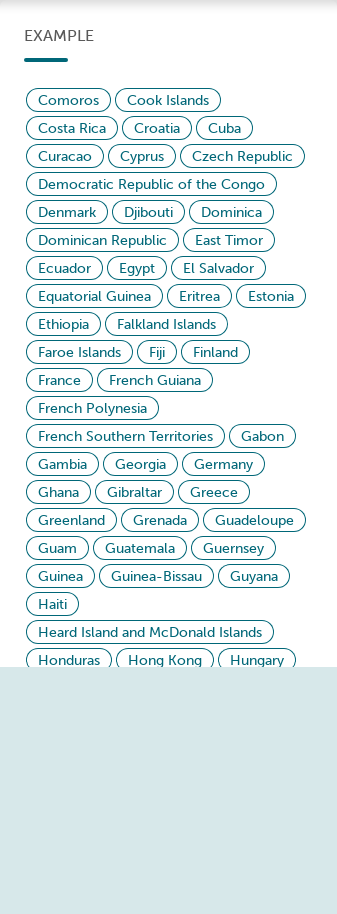 EXAMPLE
Comoros Cook Islands
Costa Rica Croatia Cuba
Curacao Cyprus Czech Republic
Democratic Republic of the Congo
Denmark Djibouti Dominica
Dominican Republic East Timor
Ecuador Egypt El Salvador
Equatorial Guinea Eritrea Estonia
Ethiopia Falkland Islands
Faroe Islands Fiji Finland
France French Guiana
French Polynesia
French Southern Territories Gabon
Gambia Georgia Germany
Ghana Gibraltar Greece
Greenland Grenada Guadeloupe
Guam Guatemala Guernsey
Guinea Guinea-Bissau Guyana
Haiti
Heard Island and McDonald Islands
Honduras Hong Kong Hungary